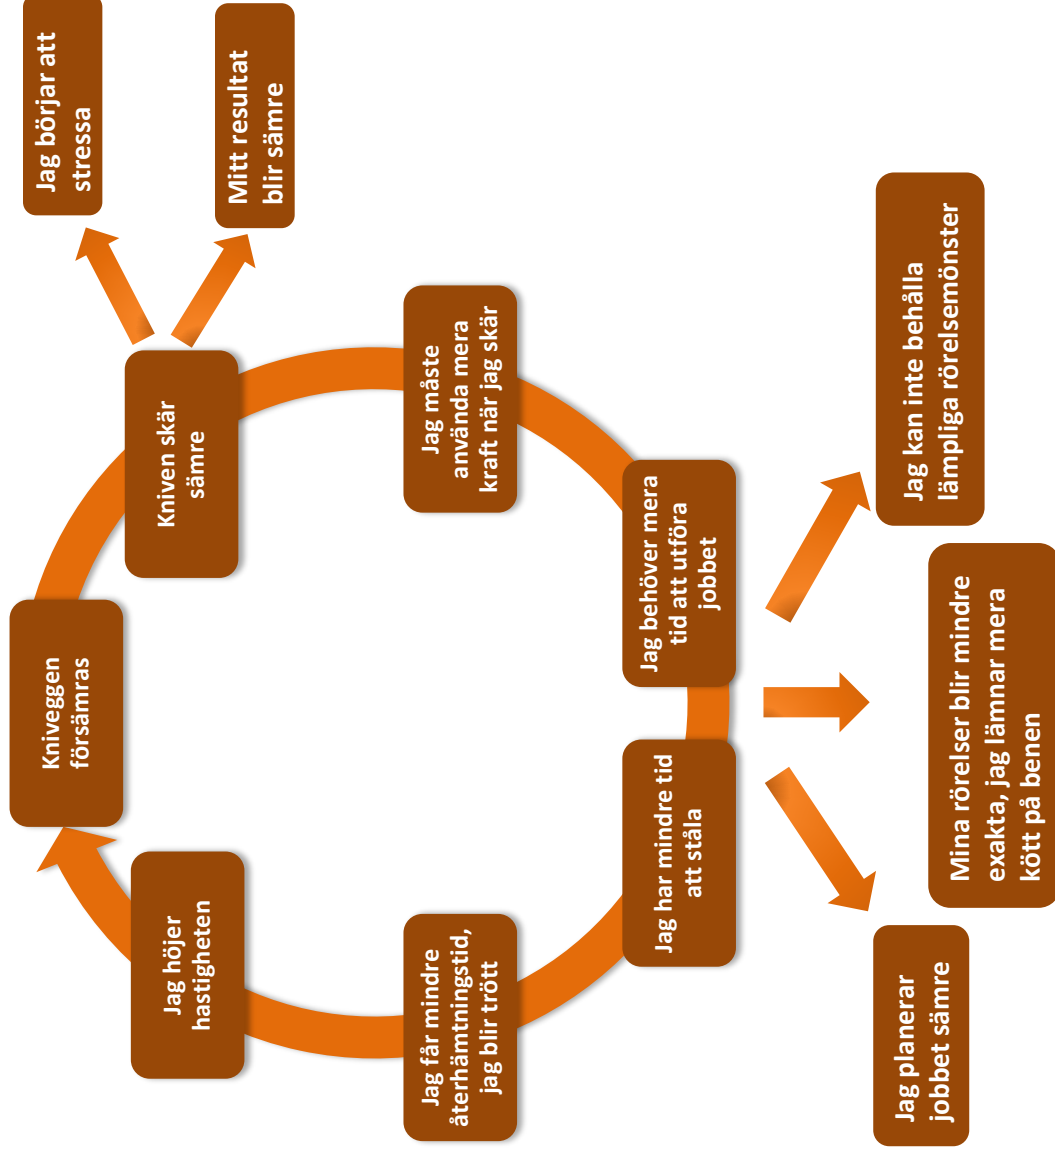 Kniveggen
försämras
Kniven skär
sämre
Jag börjar att
stressa
Mitt resultat
blir sämre
Jag måste
använda mera
kraft när jag skär
Jag behöver mera
tid att utföra
jobbet
Jag kan inte behålla
lämpliga rörelsemönster
Mina rörelser blir mindre
exakta, jag lämnar mera
kött på benen
Jag planerar
jobbet sämre
Jag har mindre tid
att ståla
Jag får mindre
återhämtningstid,
jag blir trött
Jag höjer
hastigheten